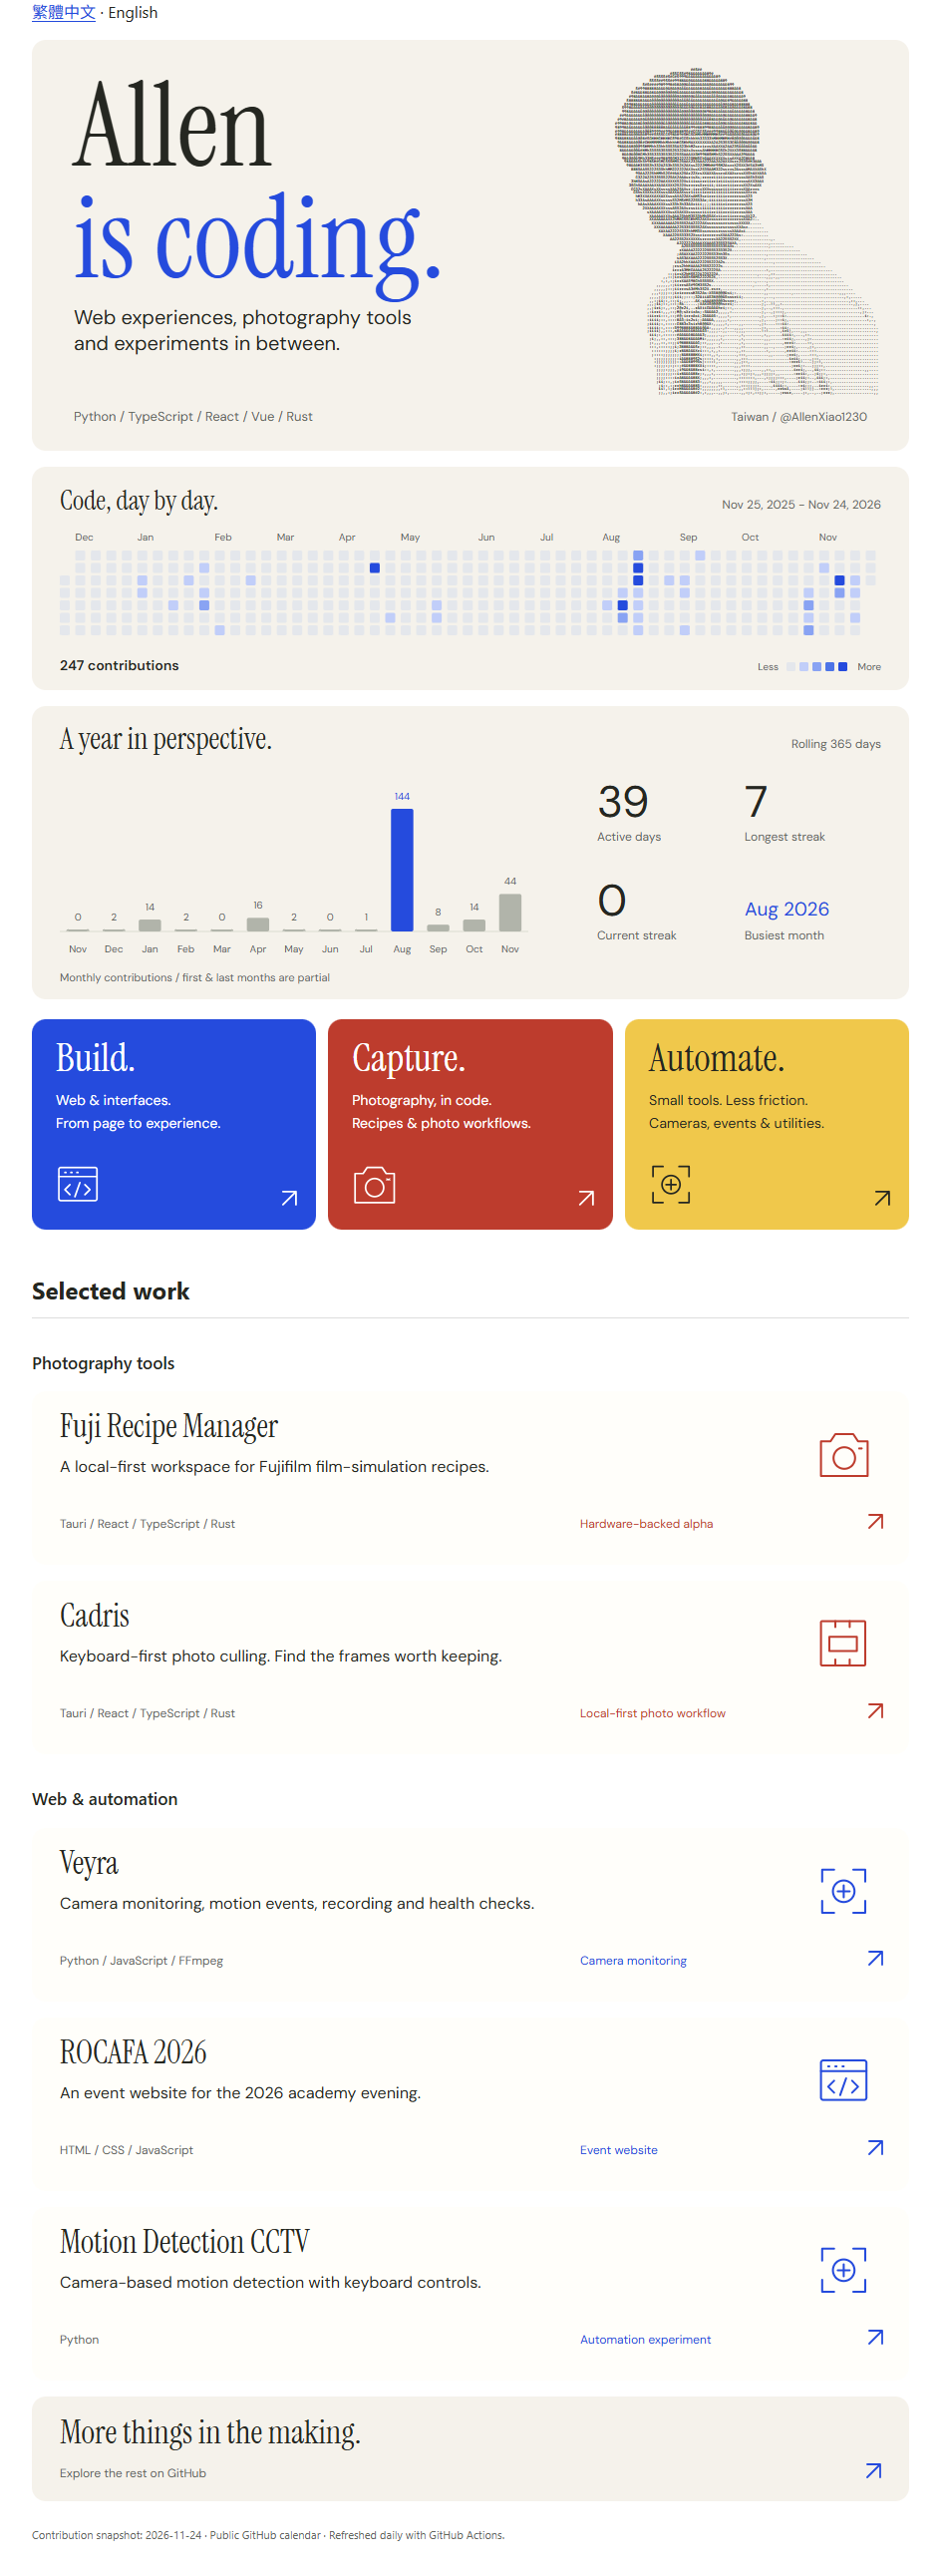 繁體中文 · English
Allen
is coding.
Web experiences, photography tools
and experiments in between.
Python / TypeScript / React / Vue / Rust
Taiwan / @AllenXiao1230
Code, day by day.
Nov 25, 2025 – Nov 24, 2026
Dec Jan Feb Mar Apr May Jun Jul Aug Sep Oct Nov
247 contributions
Less More
A year in perspective.
Rolling 365 days
0 2 14 2 0 16 2 0 1 144 8 14 44
Nov Dec Jan Feb Mar Apr May Jun Jul Aug Sep Oct Nov
Monthly contributions / first & last months are partial
39 7
Active days Longest streak
0 Aug 2026
Current streak Busiest month
Build.
Web & interfaces.
From page to experience.
Capture.
Photography, in code.
Recipes & photo workflows.
Automate.
Small tools. Less friction.
Cameras, events & utilities.
Selected work
Photography tools
Fuji Recipe Manager
A local-first workspace for Fujifilm film-simulation recipes.
Tauri / React / TypeScript / Rust
Hardware-backed alpha
Cadris
Keyboard-first photo culling. Find the frames worth keeping.
Tauri / React / TypeScript / Rust
Local-first photo workflow
Web & automation
Veyra
Camera monitoring, motion events, recording and health checks.
Python / JavaScript / FFmpeg
Camera monitoring
ROCAFA 2026
An event website for the 2026 academy evening.
HTML / CSS / JavaScript
Event website
Motion Detection CCTV
Camera-based motion detection with keyboard controls.
Python
Automation experiment
More things in the making.
Explore the rest on GitHub
Contribution snapshot: 2026-11-24 · Public GitHub calendar · Refreshed daily with GitHub Actions.